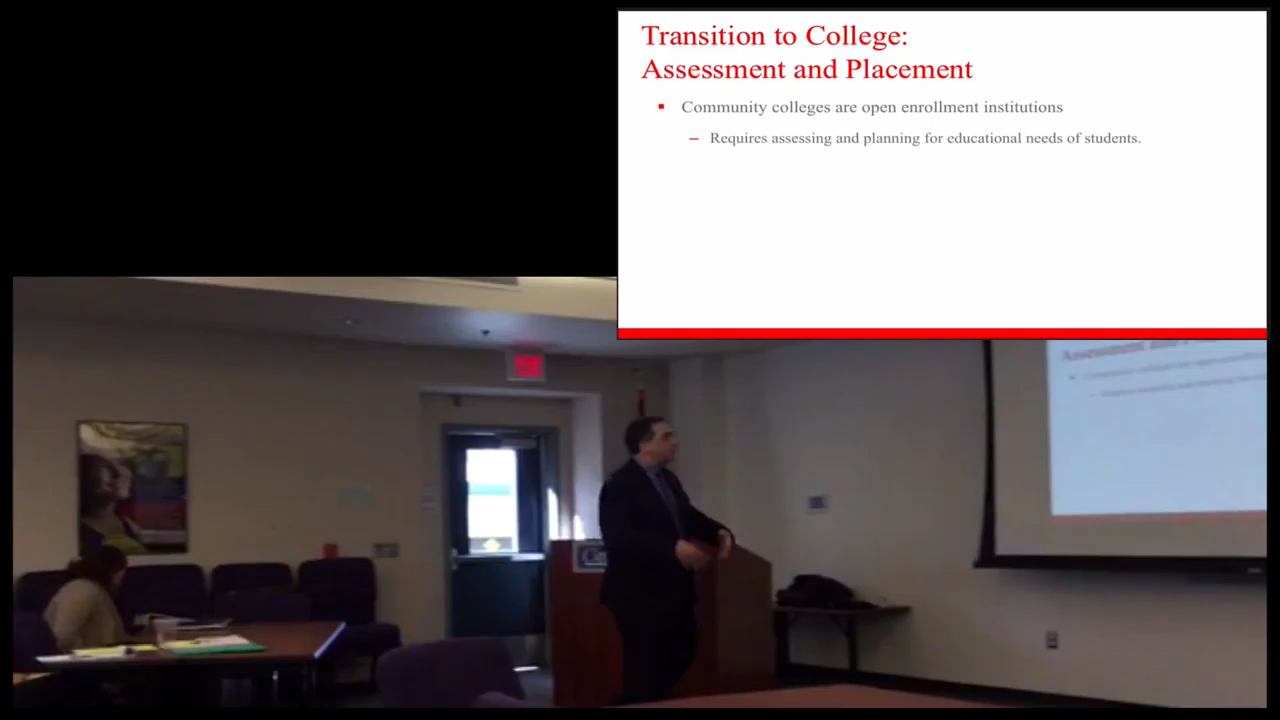 Transition to College:
Assessment and Placement
Community colleges are open enrollment institutions
– Requires assessing and planning for educational needs of students.
Assessment